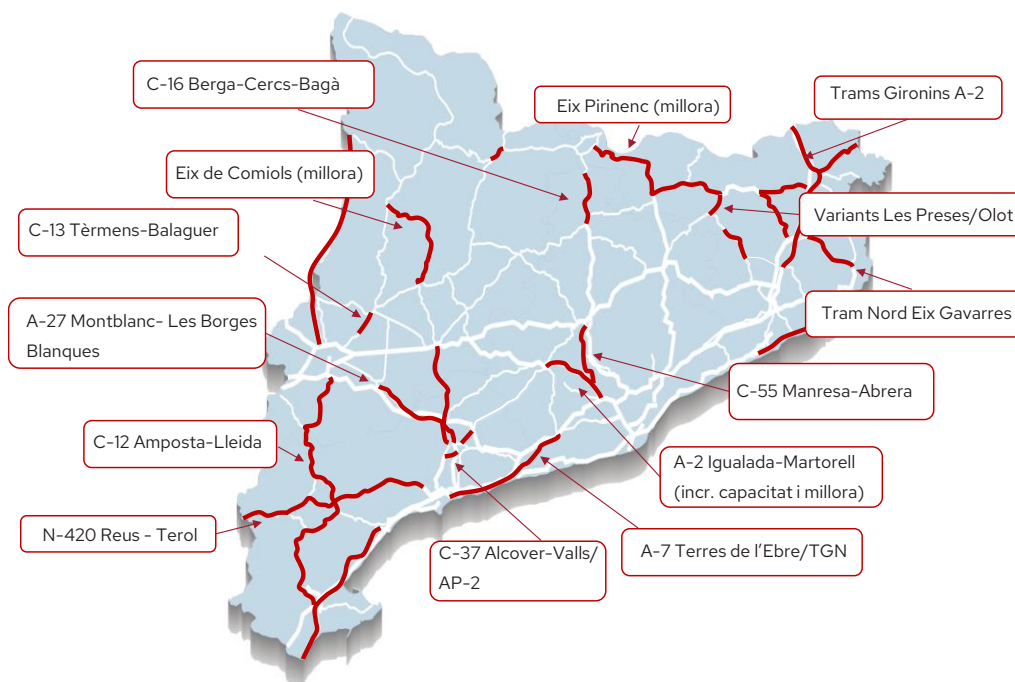 C-16 Berga-Cercs-Bagà
Eix Pirinenc (millora)
Trams Gironins A-2
Eix de Comiols (millora)
Variants Les Preses/Olot
C-13 Tèrmens-Balaguer
Tram Nord Eix Gavarres
A-27 Montblanc- Les Borges
Blanques
C-55 Manresa-Abrera
C-12 Amposta-Lleida
A-2 Igualada-Martorell
(incr. capacitat i millora)
N-420 Reus - Terol
C-37 Alcover-Valls/
AP-2
A-7 Terres de l’Ebre/TGN